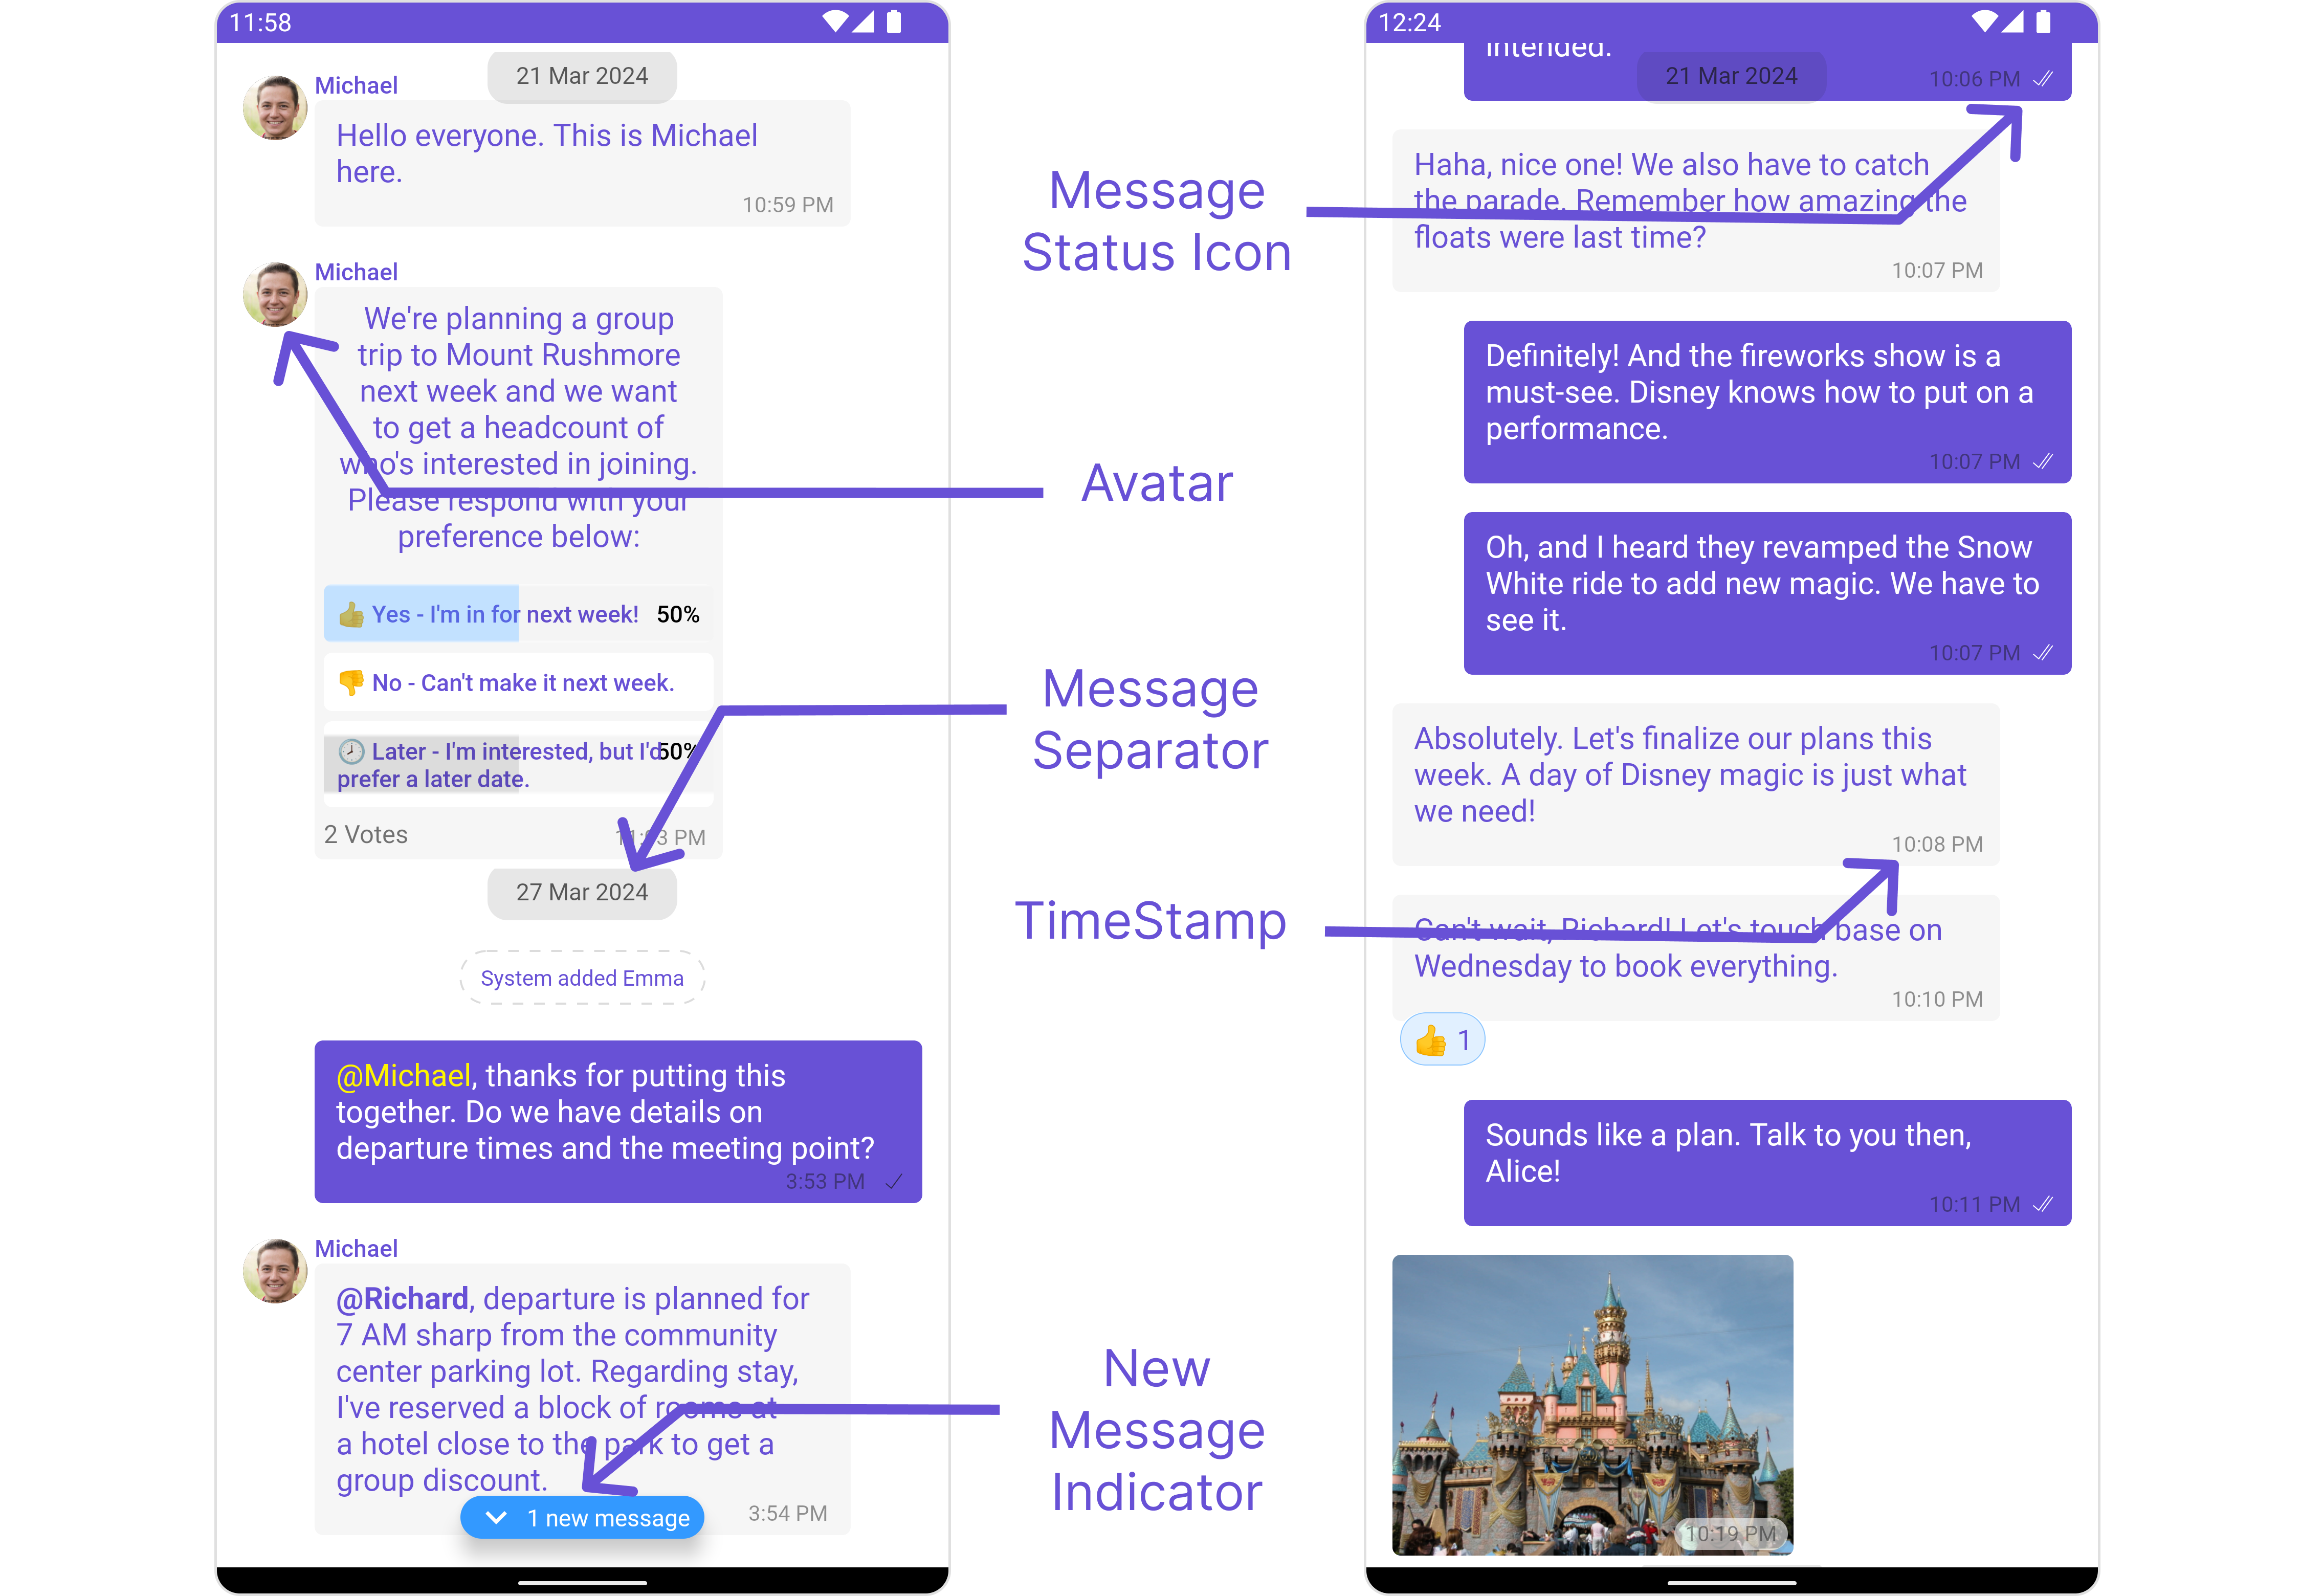 11:58
21 Mar 2024
Michael
Hello everyone. This is Michael
here.
10:59 PM
Michael
We're planning a group
trip to Mount Rushmore
next week and we want
to get a headcount of
who's interested in joining.
Please respond with your
preference below:
👍 Yes - I'm in for next week! 50%
👎 No - Can't make it next week.
🕗 Later - I'm interested, but I'd 50%
prefer a later date.
2 Votes
PM
27 Mar 2024
System added Emma
@Michael, thanks for putting this
together. Do we have details on
departure times and the meeting point?
3:53 PM
Michael
@Richard, departure is planned for
7 AM sharp from the community
center parking lot. Regarding stay,
I've reserved a block of rooms at
a hotel close to the park to get a
group discount.
1 new message
3:54 PM
Message
Status Icon
Avatar
Message
Separator
TimeStamp
New
Message
Indicator
12:24
intended.
21 Mar 2024
10:06 PM
Haha, nice one! We also have to catch
the parade. Remember how amazing the
floats were last time?
10:07 PM
Definitely! And the fireworks show is a
must-see. Disney knows how to put on a
performance.
10:07 PM
Oh, and I heard they revamped the Snow
White ride to add new magic. We have to
see it.
10:07 PM
Absolutely. Let's finalize our plans this
week. A day of Disney magic is just what
we need!
10:08 PM
Can't wait, Richard! Let's touch base on
Wednesday to book everything.
10:10 PM
👍 1
Sounds like a plan. Talk to you then,
Alice!
10:11 PM
10:19 PM